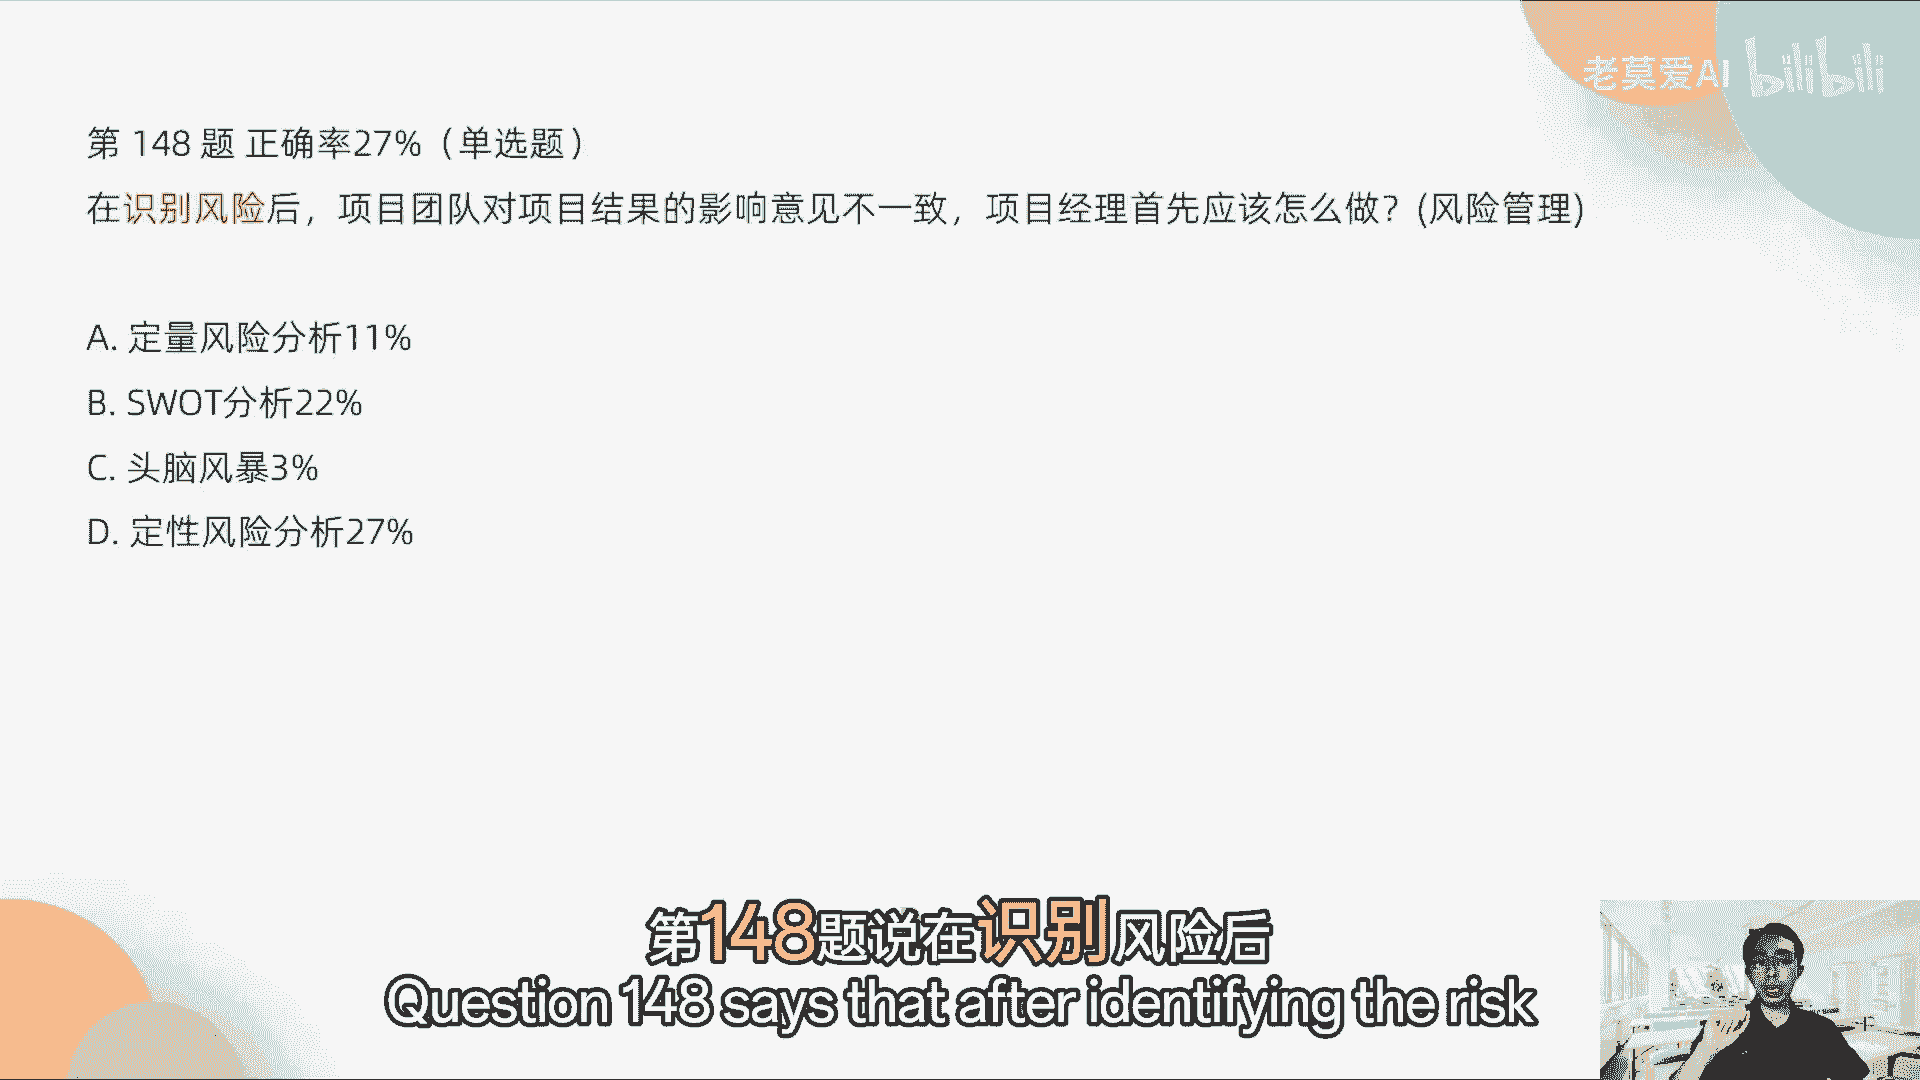 老莫爱AI bilibili
第 148 题 正确率27%（单选题）
在识别风险后，项目团队对项目结果的影响意见不一致，项目经理首先应该怎么做？(风险管理)
A. 定量风险分析11%
B. SWOT分析22%
C. 头脑风暴3%
D. 定性风险分析27%
第148题说在识别风险后
Question 148 says that after identifying the risk